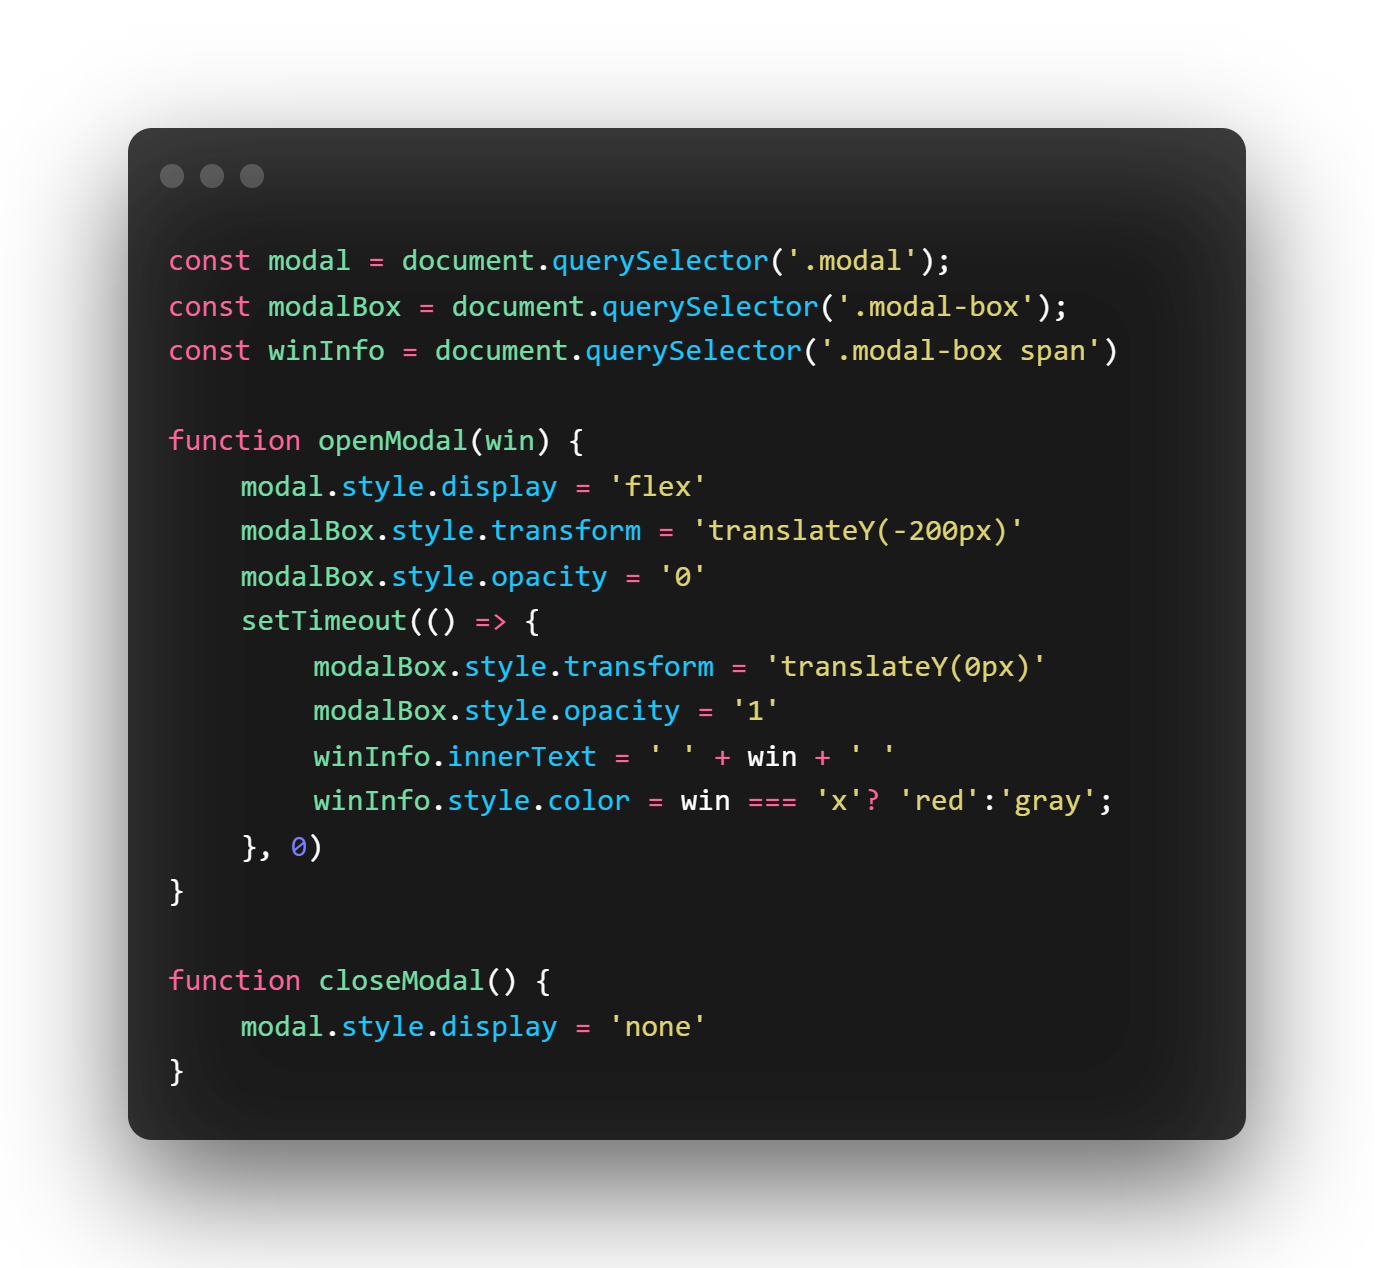 const modal = document.querySelector('.modal');
const modalBox = document.querySelector('.modal-box');
const winInfo = document.querySelector('.modal-box span')

function openModal(win) {
    modal.style.display = 'flex'
    modalBox.style.transform = 'translateY(-200px)'
    modalBox.style.opacity = '0'
    setTimeout(() => {
        modalBox.style.transform = 'translateY(0px)'
        modalBox.style.opacity = '1'
        winInfo.innerText = ' ' + win + ' '
        winInfo.style.color = win === 'x'? 'red':'gray';
    }, 0)
}

function closeModal() {
    modal.style.display = 'none'
}